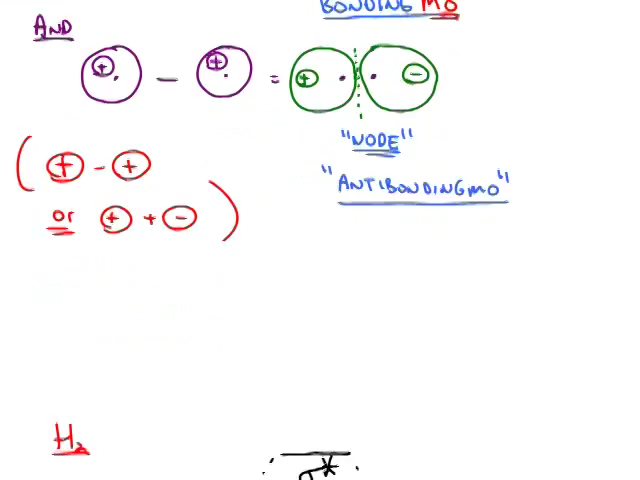 BONDING MO
AND
+ - + = + -
"NODE"
"ANTIBONDING MO"
( + - +
or + + - )
H₂
σ*